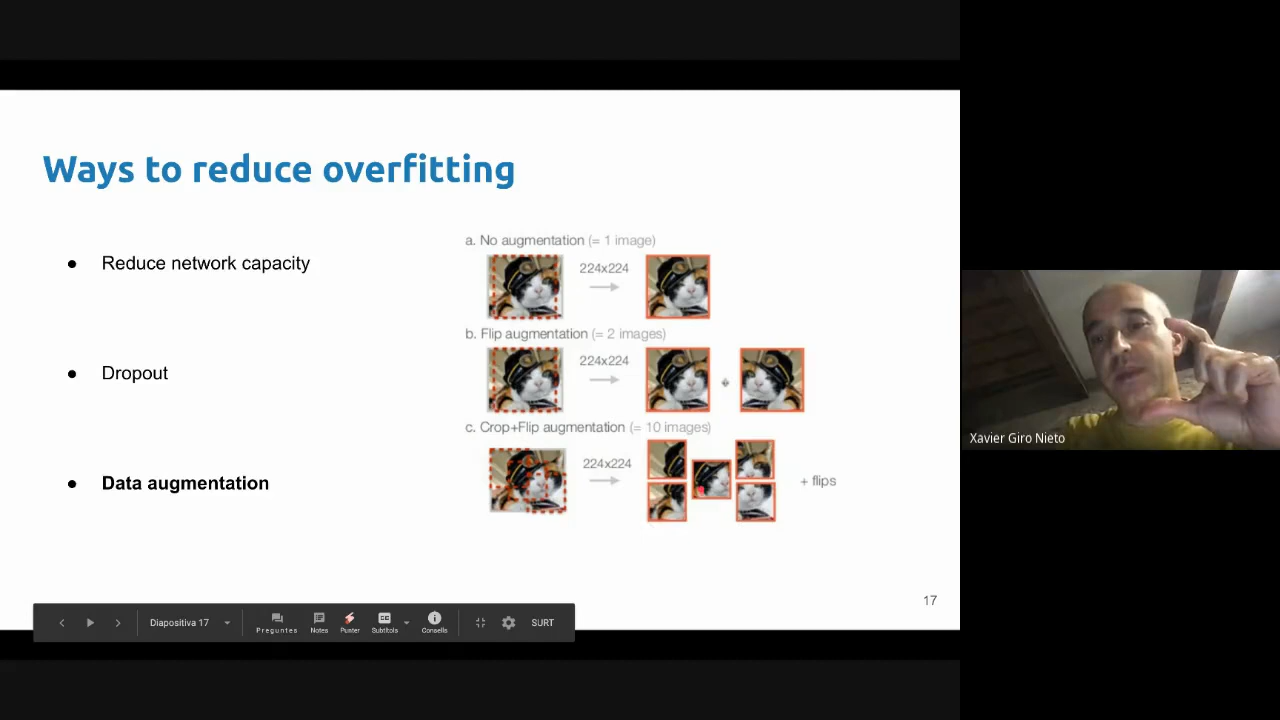 Ways to reduce overfitting
Reduce network capacity
Dropout
Data augmentation
a. No augmentation (= 1 image)
224x224
b. Flip augmentation (= 2 images)
224x224
c. Crop+Flip augmentation (= 10 images)
224x224
+ flips
17
Diapositiva 17
Preguntes
Notes
Punter
Subtítols
Consells
SURT
Xavier Giro Nieto